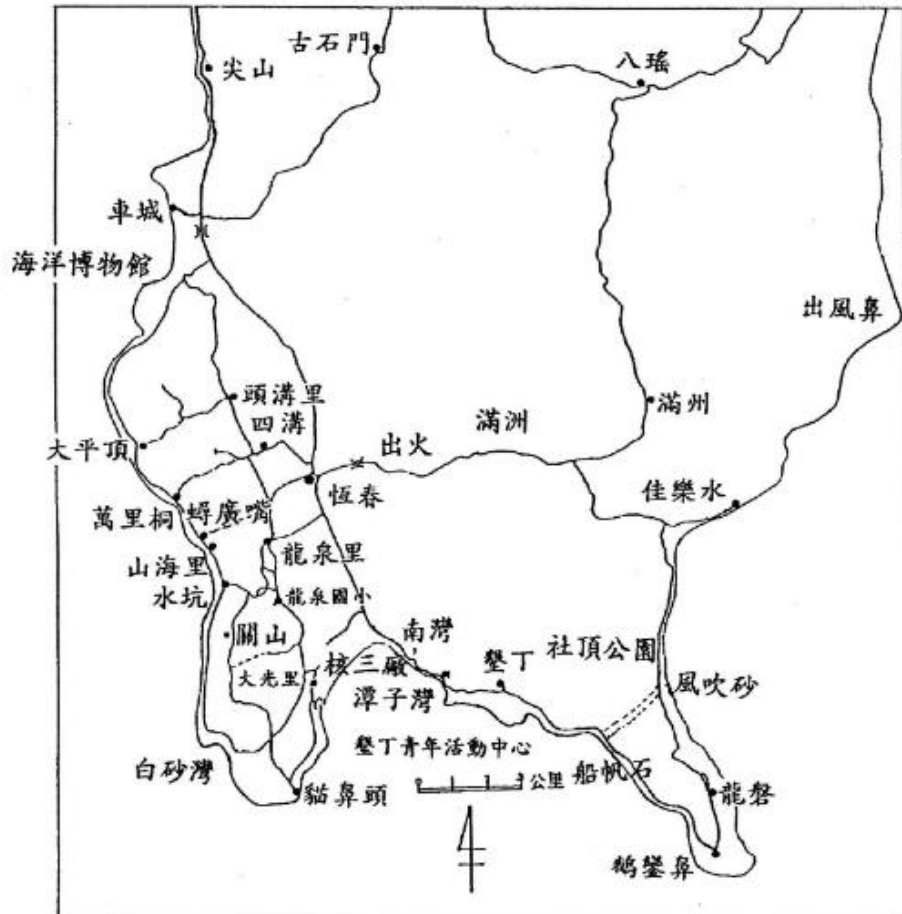 古石門
尖山
八瑤
車城
海洋博物館
出風鼻
頭溝里
四溝
出火
滿洲
滿州
大平頂
恆春
佳樂水
萬里桐
蟳廣嘴
龍泉里
山海里
水坑
龍泉國小
關山
南灣
墾丁
社頂公園
大光里
核三廠
潭子灣
風吹砂
墾丁青年活動中心
白砂灣
公里
船帆石
貓鼻頭
龍磐
鵝鑾鼻